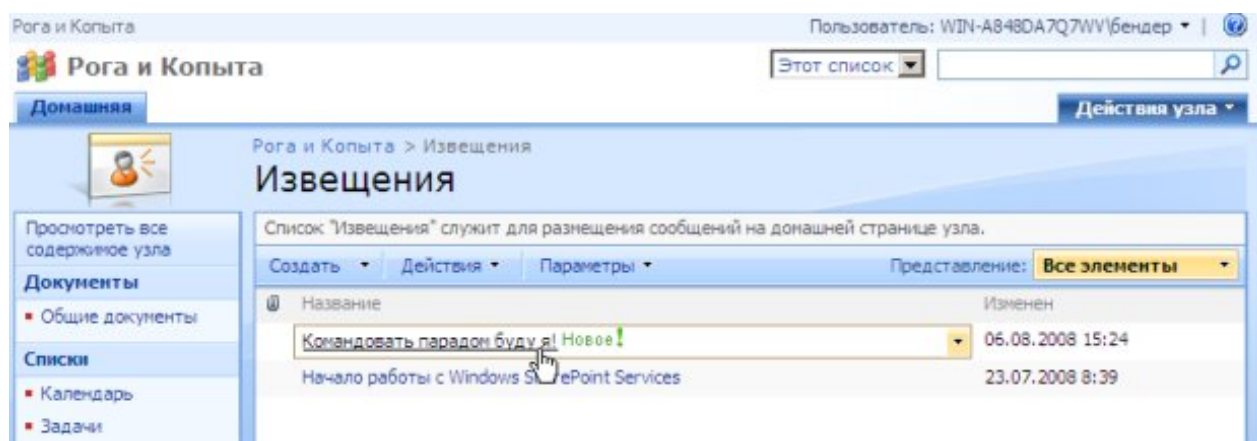 Рога и Копыта
Пользователь: WIN-A848DA7Q7WV\бендер
Рога и Копыта
Этот список
Домашняя
Действия узла
Рога и Копыта > Извещения
Извещения
Просмотреть все
содержимое узла
Документы
Общие документы
Списки
Календарь
Задачи
Список "Извещения" служит для размещения сообщений на домашней странице узла.
Создать Действия Параметры Представление: Все элементы
Название Изменен
Командовать парадом буду я! Новое! 06.08.2008 15:24
Начало работы с Windows SharePoint Services 23.07.2008 8:39